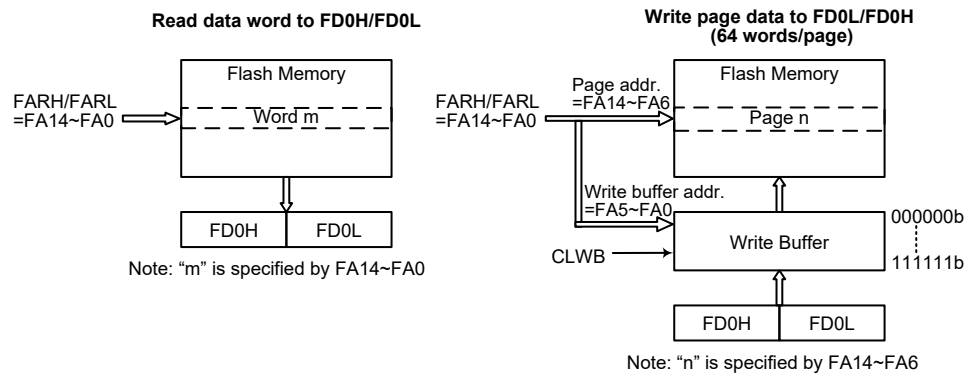 Read data word to FD0H/FD0L
Flash Memory
FARH/FARL
=FA14~FA0
Word m
FD0H
FD0L
Note: “m” is specified by FA14~FA0
Write page data to FD0L/FD0H
(64 words/page)
Flash Memory
Page addr.
=FA14~FA6
FARH/FARL
=FA14~FA0
Page n
Write buffer addr.
=FA5~FA0
000000b
Write Buffer
CLWB
111111b
FD0H
FD0L
Note: “n” is specified by FA14~FA6